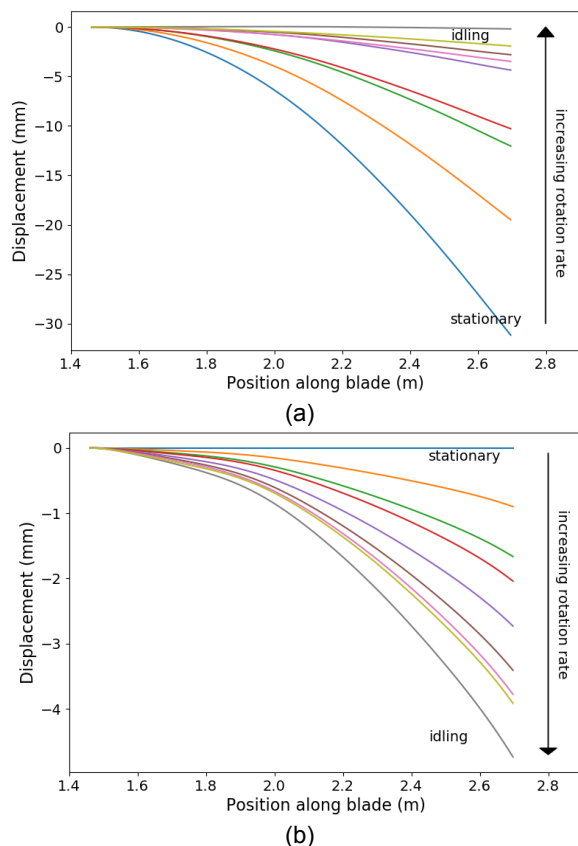 0
−5
−10
−15
−20
−25
−30
Displacement (mm)
idling
stationary
increasing rotation rate
1.4 1.6 1.8 2.0 2.2 2.4 2.6 2.8
Position along blade (m)
(a)
0
−1
−2
−3
−4
Displacement (mm)
stationary
idling
increasing rotation rate
1.4 1.6 1.8 2.0 2.2 2.4 2.6 2.8
Position along blade (m)
(b)